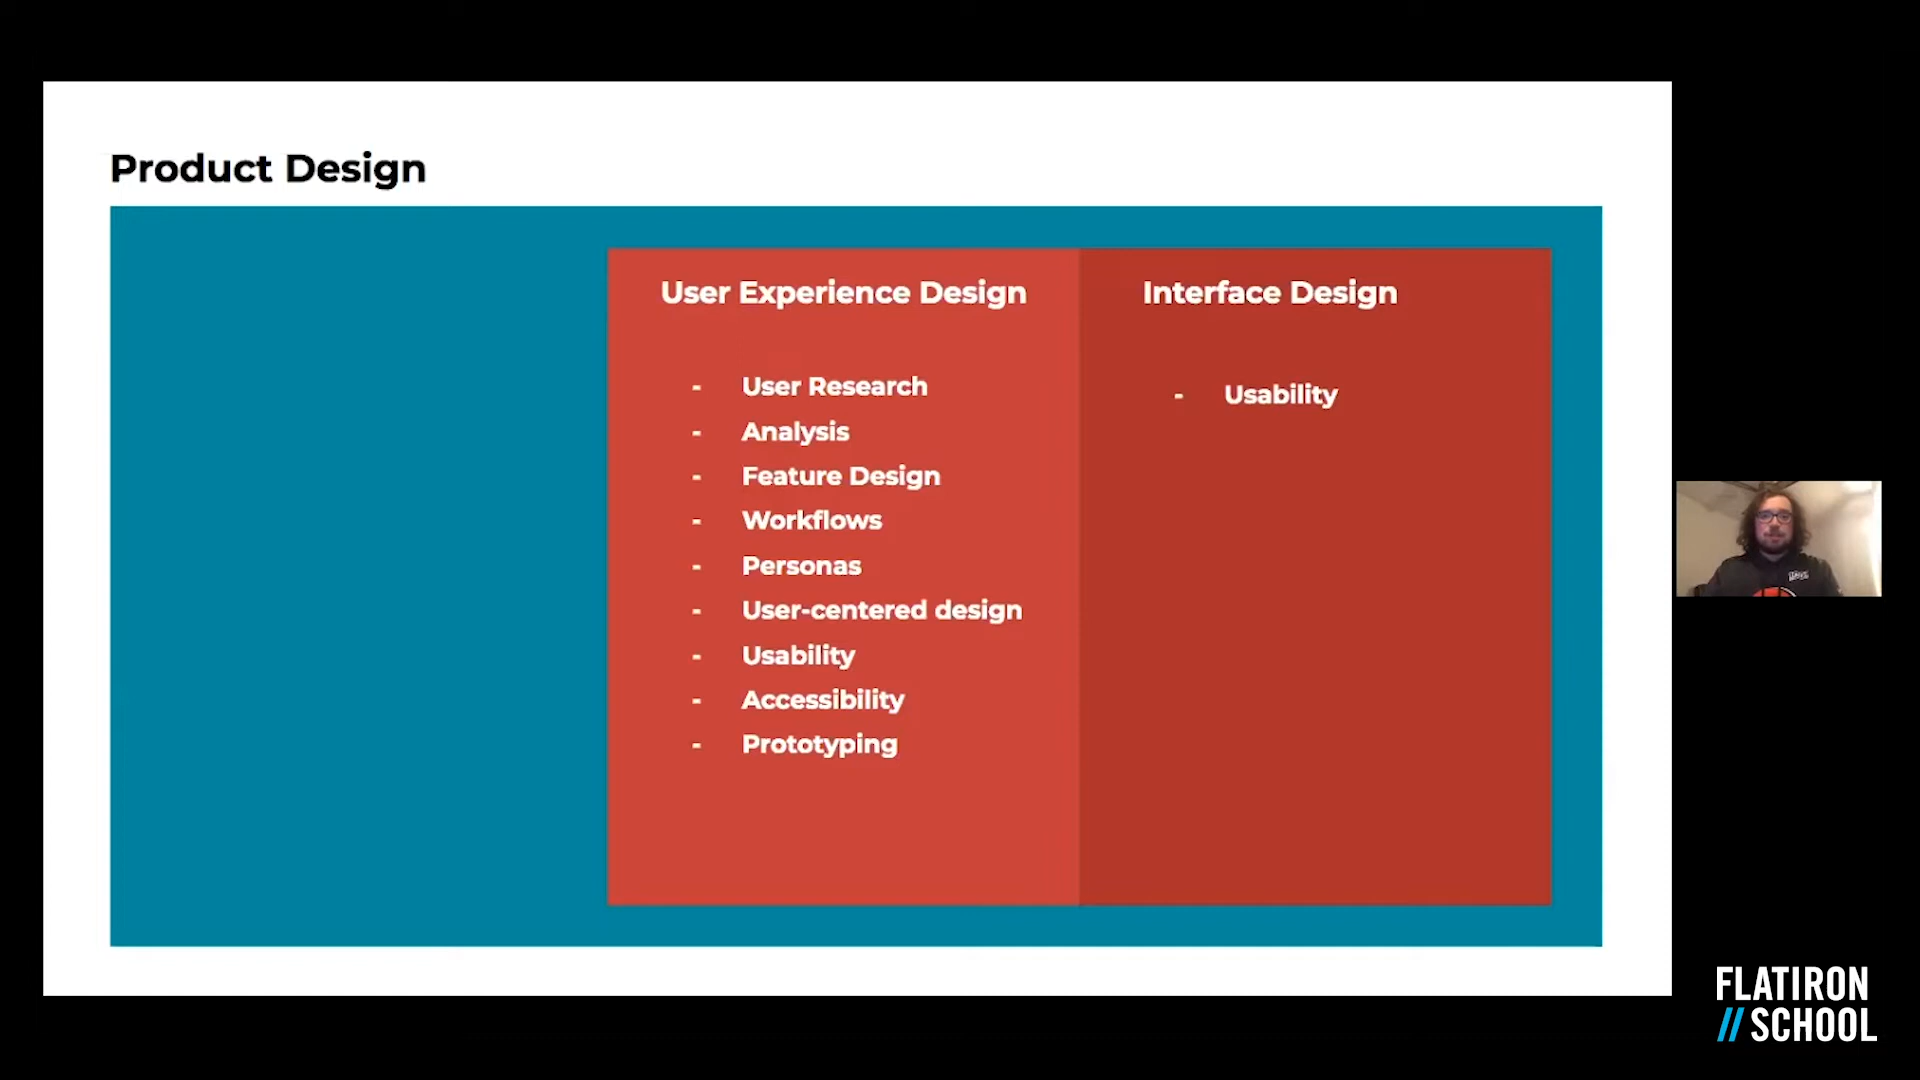 Product Design
User Experience Design
- User Research
- Analysis
- Feature Design
- Workflows
- Personas
- User-centered design
- Usability
- Accessibility
- Prototyping
Interface Design
- Usability
FLATIRON
// SCHOOL